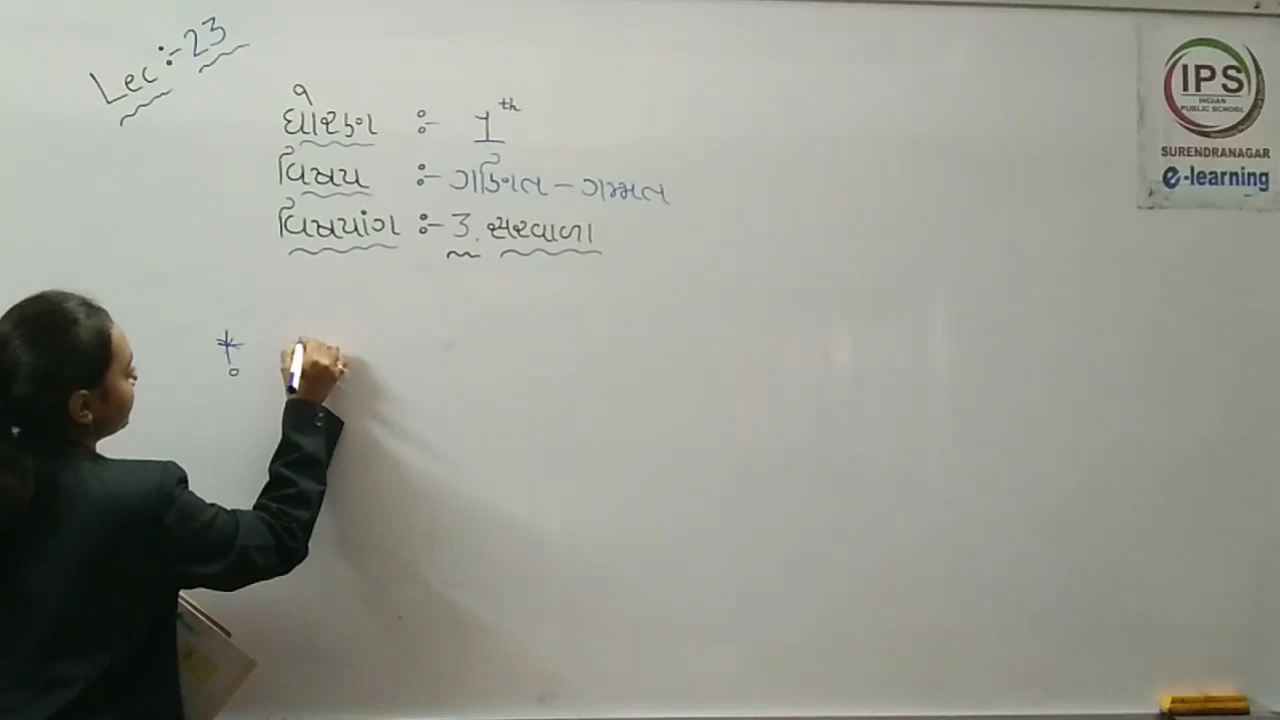 Lec :- 23
ધોરણ :- 1th
વિષય :- ગણિત - ગમ્મત
વિષયાંગ :- 3. સરવાળા
*
IPS
INDIAN
PUBLIC SCHOOL
SURENDRANAGAR
e-learning